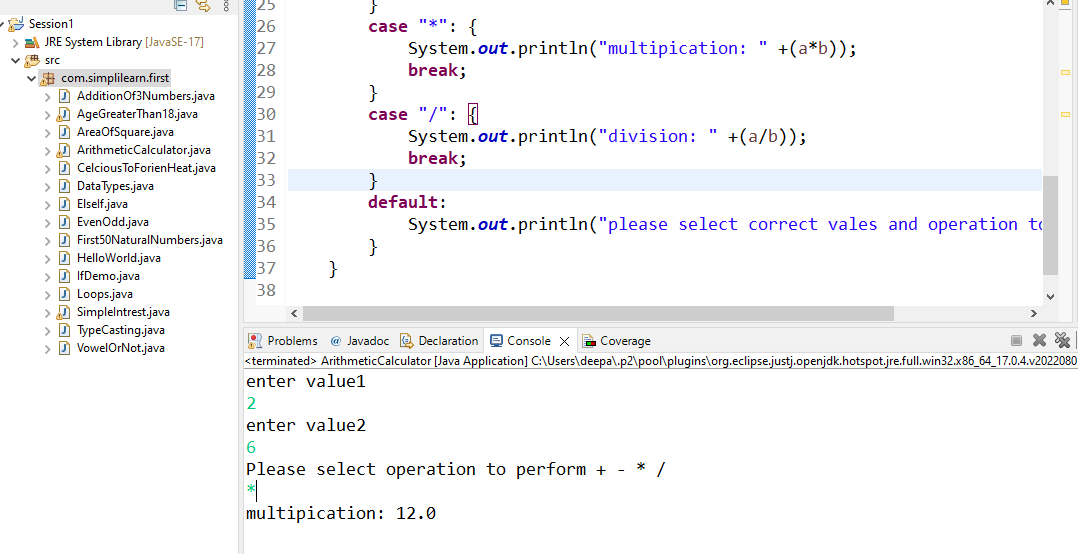 Session1
JRE System Library [JavaSE-17]
src
com.simplilearn.first
AdditionOf3Numbers.java
AgeGreaterThan18.java
AreaOfSquare.java
ArithmeticCalculator.java
CelciousToForienHeat.java
DataTypes.java
ElseIf.java
EvenOdd.java
First50NaturalNumbers.java
HelloWorld.java
IfDemo.java
Loops.java
SimpleIntrest.java
TypeCasting.java
VowelOrNot.java
25 }
26 case "*": {
27 System.out.println("multipication: " +(a*b));
28 break;
29 }
30 case "/": {
31 System.out.println("division: " +(a/b));
32 break;
33 }
34 default:
35 System.out.println("please select correct vales and operation to
36 }
37 }
38
Problems @ Javadoc Declaration Console Coverage
<terminated> ArithmeticCalculator [Java Application] C:\Users\deepa\.p2\pool\plugins\org.eclipse.justj.openjdk.hotspot.jre.full.win32.x86_64_17.0.4.v2022080
enter value1
2
enter value2
6
Please select operation to perform + - * /
*
multipication: 12.0